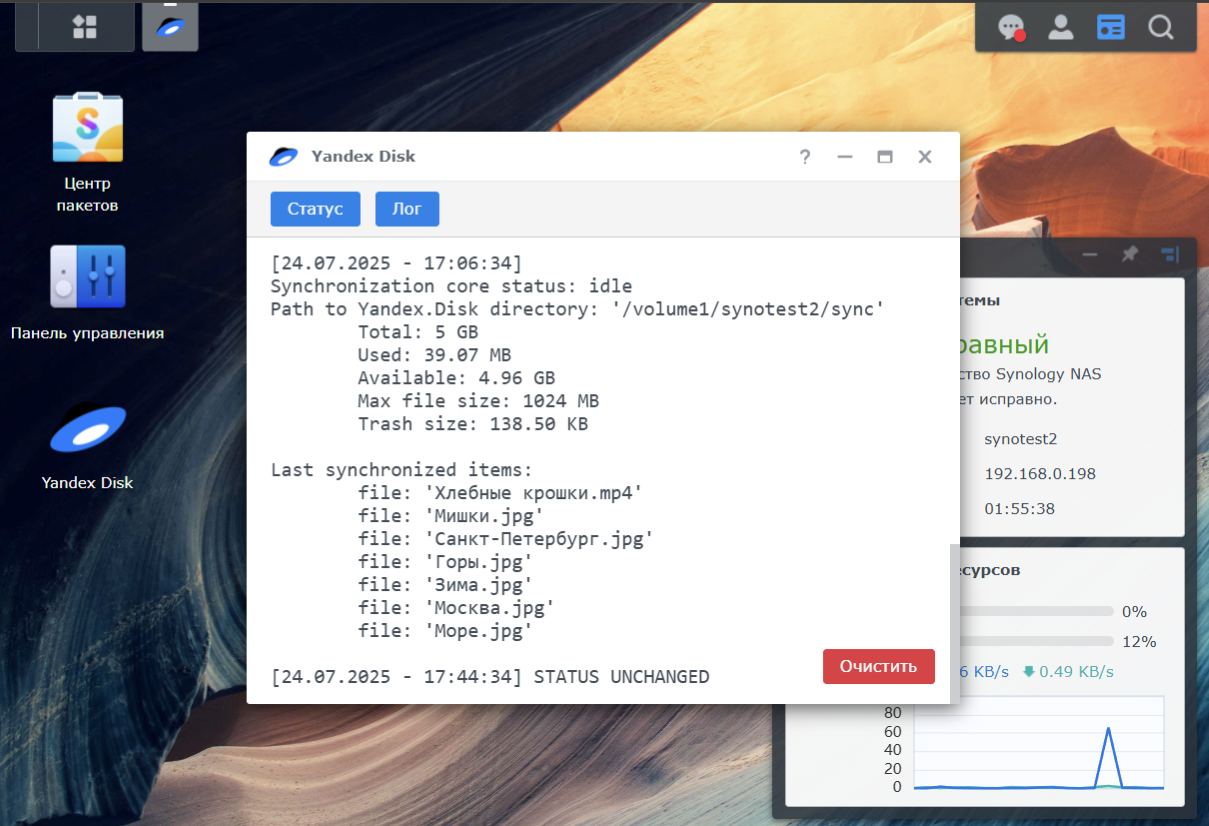 Центр
пакетов
Панель управления
Yandex Disk
Yandex Disk
?
Статус
Лог
[24.07.2025 - 17:06:34]
Synchronization core status: idle
Path to Yandex.Disk directory: '/volume1/synotest2/sync'
Total: 5 GB
Used: 39.07 MB
Available: 4.96 GB
Max file size: 1024 MB
Trash size: 138.50 KB
Last synchronized items:
file: 'Хлебные крошки.mp4'
file: 'Мишки.jpg'
file: 'Санкт-Петербург.jpg'
file: 'Горы.jpg'
file: 'Зима.jpg'
file: 'Москва.jpg'
file: 'Море.jpg'
[24.07.2025 - 17:44:34] STATUS UNCHANGED
Очистить
темы
равный
ство Synology NAS
ет исправно.
synotest2
192.168.0.198
01:55:38
есурсов
0%
12%
6 KB/s 0.49 KB/s
80
60
40
20
0